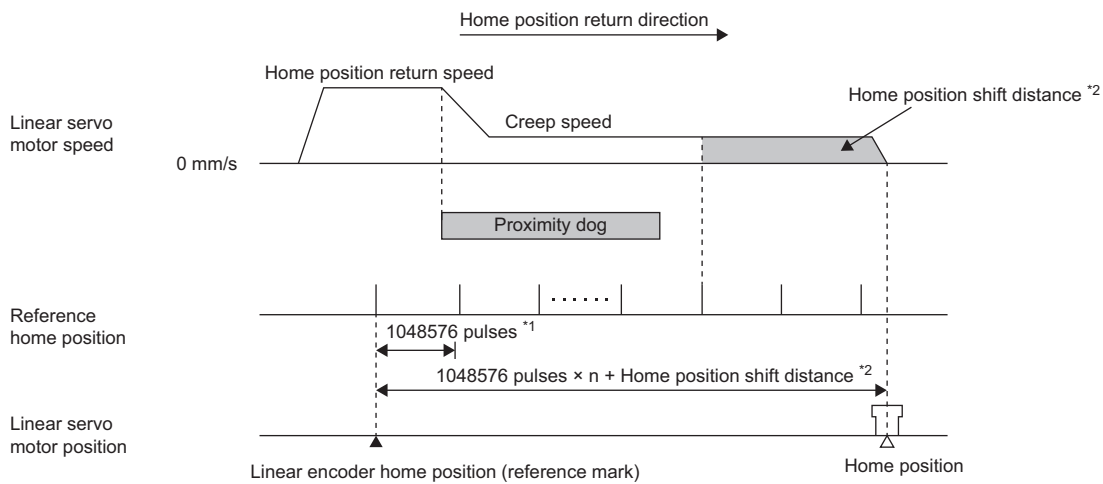 Home position return direction
Home position return speed
Home position shift distance *2
Linear servo
motor speed
Creep speed
0 mm/s
Proximity dog
Reference
home position
1048576 pulses *1
1048576 pulses × n + Home position shift distance *2
Linear servo
motor position
Linear encoder home position (reference mark)
Home position